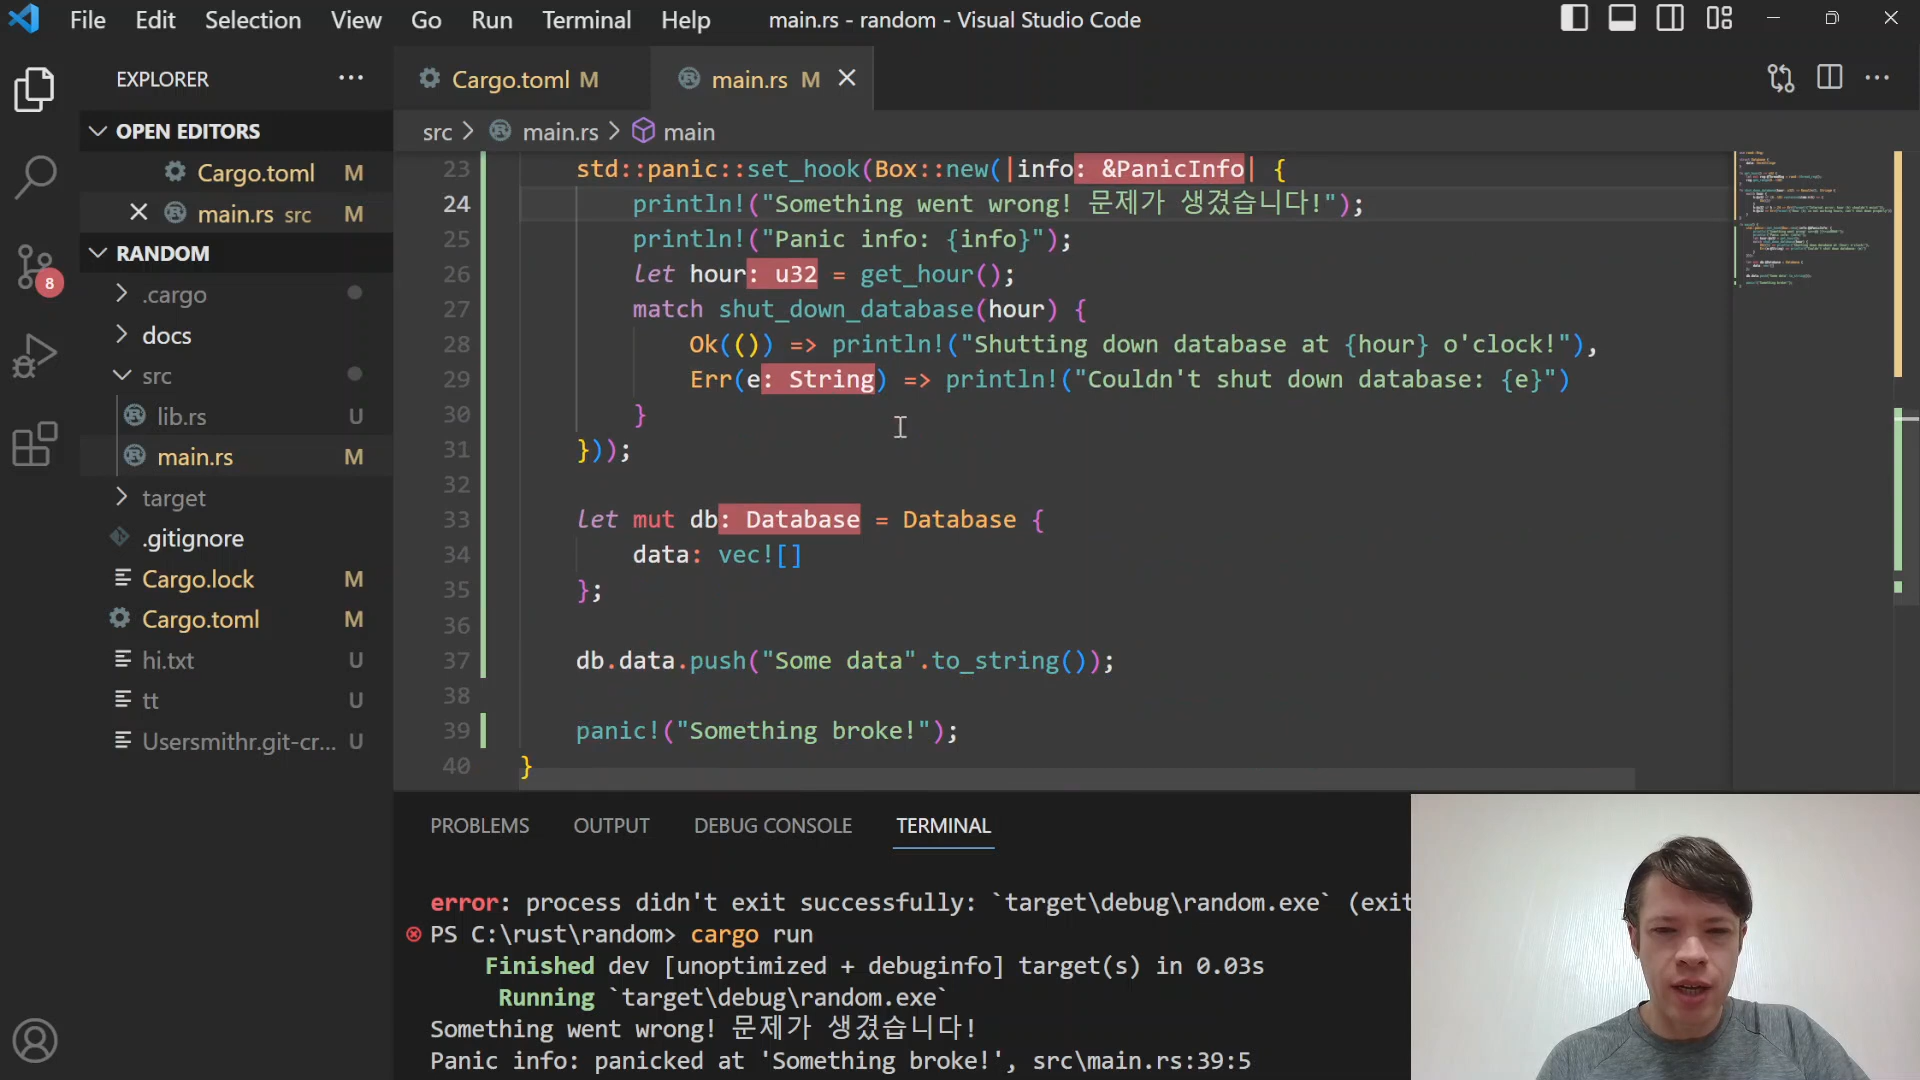 File Edit Selection View Go Run Terminal Help main.rs - random - Visual Studio Code
EXPLORER
OPEN EDITORS
Cargo.toml M
main.rs src M
RANDOM
.cargo
docs
src
lib.rs U
main.rs M
target
.gitignore
Cargo.lock M
Cargo.toml M
hi.txt U
tt U
Usersmithr.git-cr... U
8
Cargo.toml M
main.rs M
src > main.rs > main
23 std::panic::set_hook(Box::new(|info: &PanicInfo| {
24 println!("Something went wrong! 문제가 생겼습니다!");
25 println!("Panic info: {info}");
26 let hour: u32 = get_hour();
27 match shut_down_database(hour) {
28 Ok(()) => println!("Shutting down database at {hour} o'clock!"),
29 Err(e: String) => println!("Couldn't shut down database: {e}")
30 }
31 }));
32
33 let mut db: Database = Database {
34 data: vec![]
35 };
36
37 db.data.push("Some data".to_string());
38
39 panic!("Something broke!");
40 }
PROBLEMS OUTPUT DEBUG CONSOLE TERMINAL
error: process didn't exit successfully: `target\debug\random.exe` (exit
PS C:\rust\random> cargo run
Finished dev [unoptimized + debuginfo] target(s) in 0.03s
Running `target\debug\random.exe`
Something went wrong! 문제가 생겼습니다!
Panic info: panicked at 'Something broke!', src\main.rs:39:5